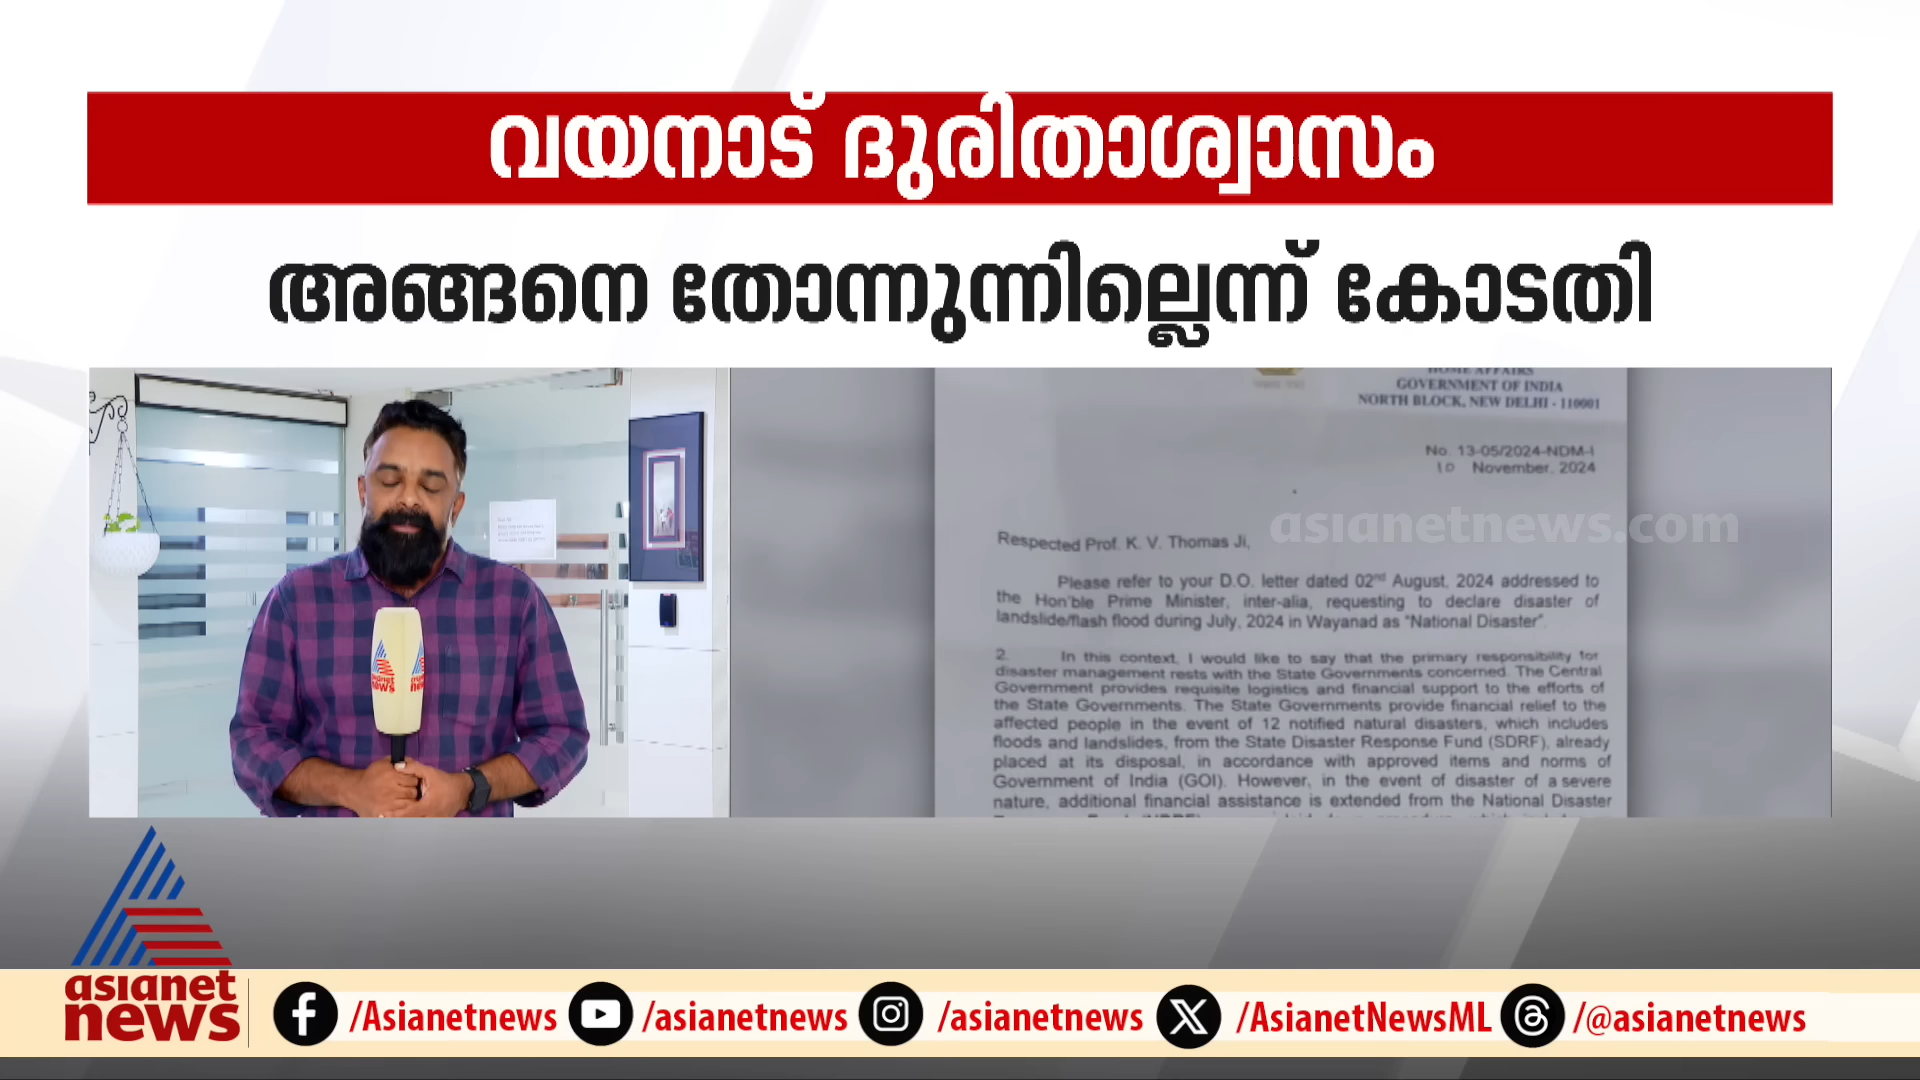 വയനാട് ദുരിതാശ്വാസം
അങ്ങനെ തോന്നുന്നില്ലെന്ന് കോടതി
HOME AFFAIRS
GOVERNMENT OF INDIA
NORTH BLOCK, NEW DELHI - 110001
No. 13-05/2024-NDM-I
10 November, 2024
asianetnews.com
Respected Prof. K. V. Thomas Ji,
Please refer to your D.O. letter dated 02nd August, 2024 addressed to
the Hon'ble Prime Minister, inter-alia, requesting to declare disaster of
landslide/flash flood during July, 2024 in Wayanad as "National Disaster".
2. In this context, I would like to say that the primary responsibility for
disaster management rests with the State Governments concerned. The Central
Government provides requisite logistics and financial support to the efforts of
the State Governments. The State Governments provide financial relief to the
affected people in the event of 12 notified natural disasters, which includes
floods and landslides, from the State Disaster Response Fund (SDRF), already
placed at its disposal, in accordance with approved items and norms of
Government of India (GOI). However, in the event of disaster of a severe
nature, additional financial assistance is extended from the National Disaster
asianet
news
asianet
news
/Asianetnews
/asianetnews
/asianetnews
/AsianetNewsML
/@asianetnews